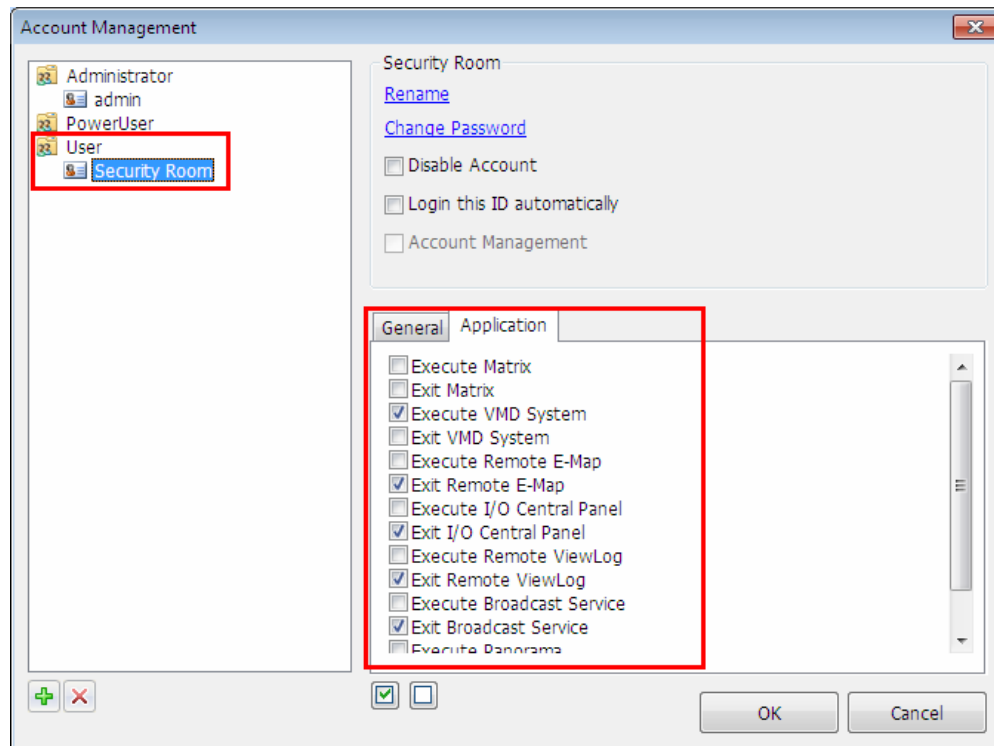 Account Management
Administrator
admin
PowerUser
User
Security Room
Security Room
Rename
Change Password
Disable Account
Login this ID automatically
Account Management
General
Application
Execute Matrix
Exit Matrix
Execute VMD System
Exit VMD System
Execute Remote E-Map
Exit Remote E-Map
Execute I/O Central Panel
Exit I/O Central Panel
Execute Remote ViewLog
Exit Remote ViewLog
Execute Broadcast Service
Exit Broadcast Service
Execute Panorama
OK
Cancel